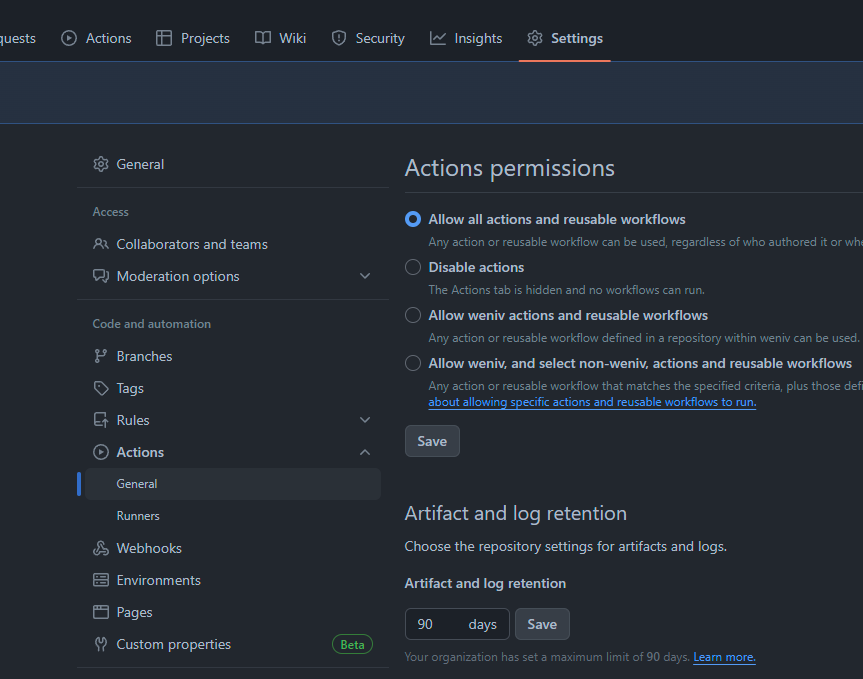 quests Actions Projects Wiki Security Insights Settings
General
Access
Collaborators and teams
Moderation options
Code and automation
Branches
Tags
Rules
Actions
General
Runners
Webhooks
Environments
Pages
Custom properties Beta
Actions permissions
Allow all actions and reusable workflows
Any action or reusable workflow can be used, regardless of who authored it or whe
Disable actions
The Actions tab is hidden and no workflows can run.
Allow weniv actions and reusable workflows
Any action or reusable workflow defined in a repository within weniv can be used.
Allow weniv, and select non-weniv, actions and reusable workflows
Any action or reusable workflow that matches the specified criteria, plus those defi
about allowing specific actions and reusable workflows to run.
Save
Artifact and log retention
Choose the repository settings for artifacts and logs.
Artifact and log retention
90 days Save
Your organization has set a maximum limit of 90 days. Learn more.